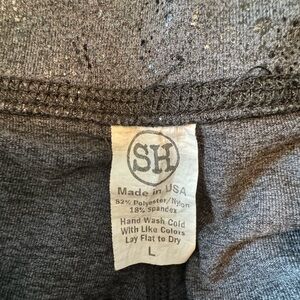 SH
Made in USA
82% Polyester/Nylon
18% Spandex
Hand Wash Cold
With Like Colors
Lay Flat to Dry
L